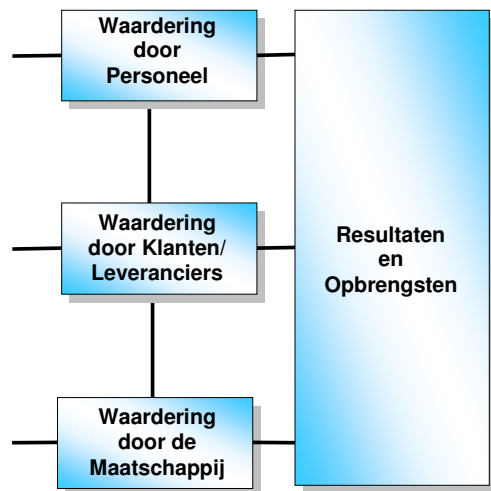 Waardering
door
Personeel
Waardering
door Klanten/
Leveranciers
Waardering
door de
Maatschappij
Resultaten
en
Opbrengsten